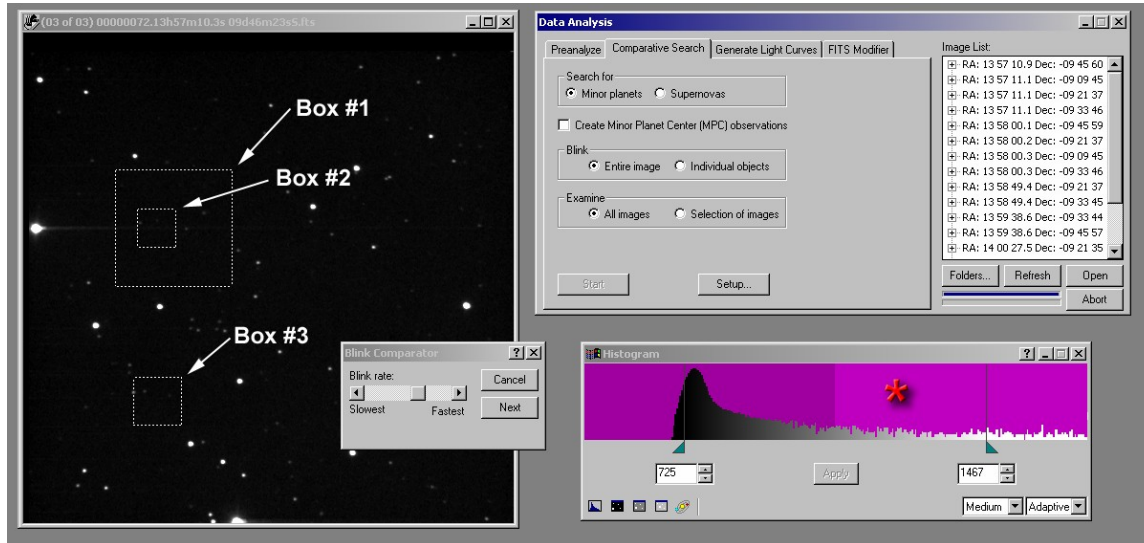 (03 of 03) 00000072.13h57m10.3s 09d46m23sS.fts
Box #1
Box #2
Box #3
Blink Comparator
Blink rate:
Slowest
Fastest
Cancel
Next
Data Analysis
Preanalyze
Comparative Search
Generate Light Curves
FITS Modifier
Search for
Minor planets
Supernovas
Create Minor Planet Center (MPC) observations
Blink
Entire image
Individual objects
Examine
All images
Selection of images
Start
Setup...
Image List:
RA: 13 57 10.9 Dec: -09 45 60
RA: 13 57 11.1 Dec: -09 09 45
RA: 13 57 11.1 Dec: -09 21 37
RA: 13 57 11.1 Dec: -09 33 46
RA: 13 58 00.1 Dec: -09 45 59
RA: 13 58 00.2 Dec: -09 21 37
RA: 13 58 00.3 Dec: -09 09 45
RA: 13 58 00.3 Dec: -09 33 46
RA: 13 58 49.4 Dec: -09 21 37
RA: 13 58 49.4 Dec: -09 33 45
RA: 13 59 38.6 Dec: -09 33 44
RA: 13 59 38.6 Dec: -09 45 57
RA: 14 00 27.5 Dec: -09 21 35
Folders...
Refresh
Open
Abort
Histogram
*
725
Apply
1467
Medium
Adaptive